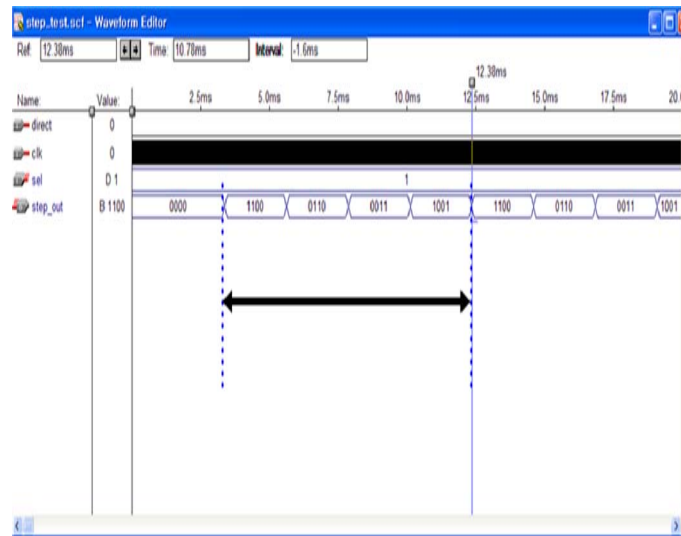 step_test.scf - Waveform Editor
Ref: 12.38ms Time: 10.78ms Interval: -1.6ms
12.38ms
Name: Value: 2.5ms 5.0ms 7.5ms 10.0ms 12.5ms 15.0ms 17.5ms 20.
direct 0
clk 0
sel D 1 1
step_out B 1100 0000 1100 0110 0011 1001 1100 0110 0011 1001